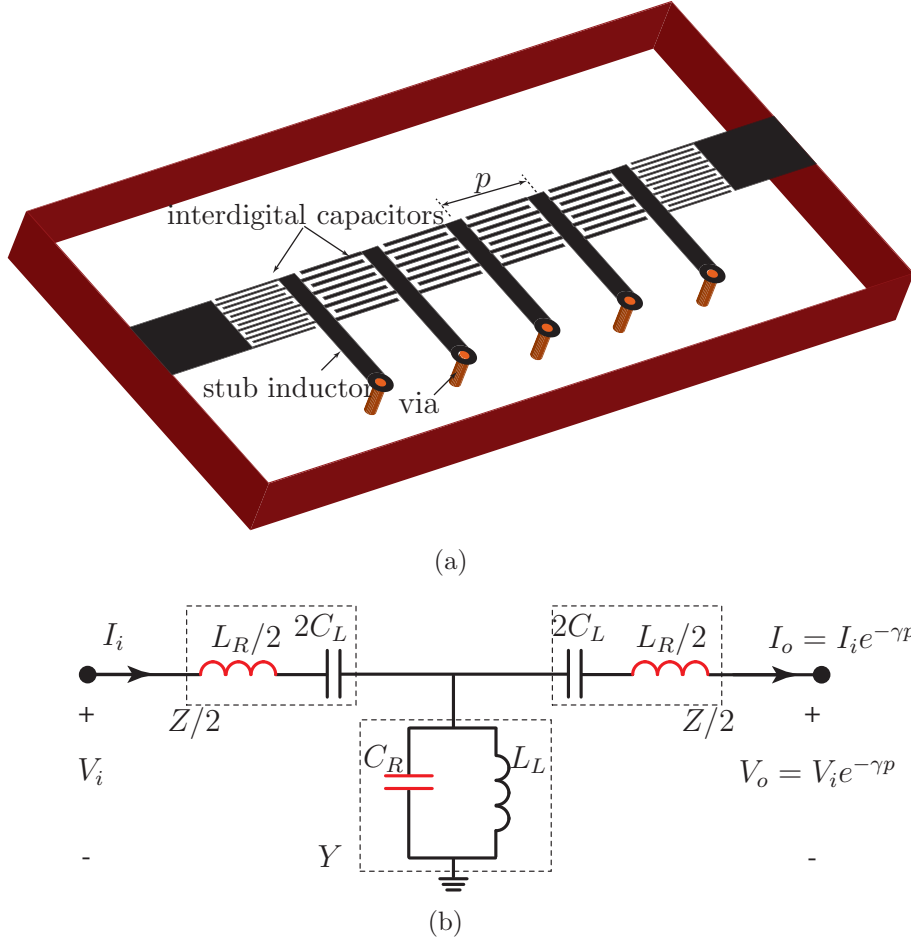 p
interdigital capacitors
stub inductor
via
(a)
I_i
L_R/2
2C_L
2C_L
L_R/2
I_o = I_i e^{-γp}
+
Z/2
Z/2
+
V_i
C_R
L_L
V_o = V_i e^{-γp}
-
Y
-
(b)